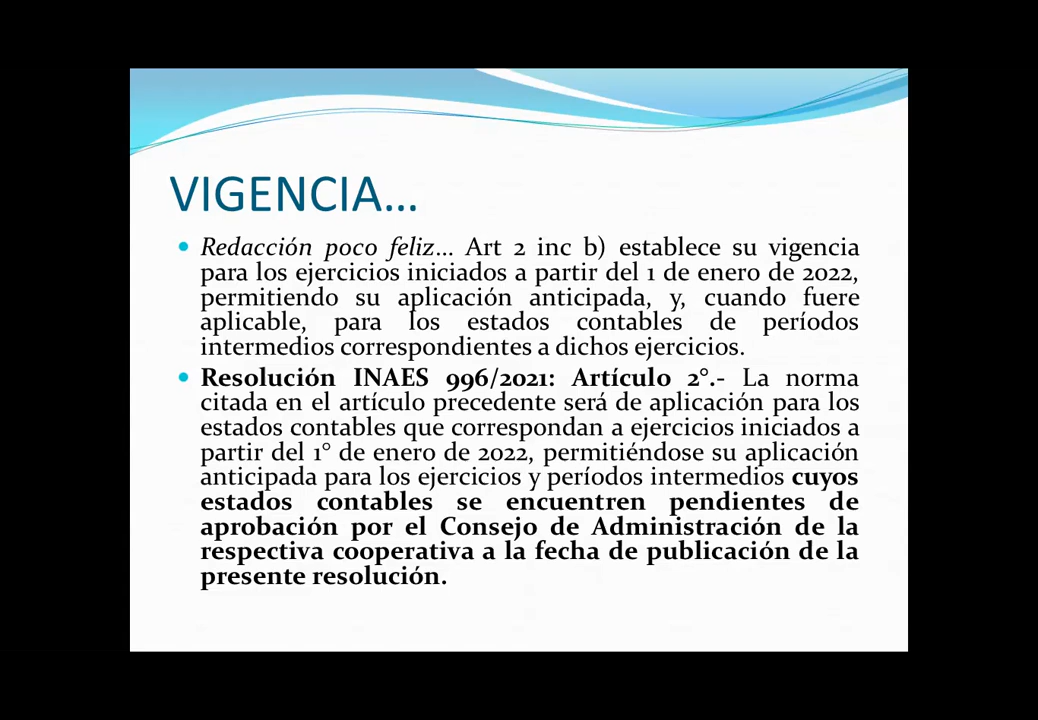 VIGENCIA...
• Redacción poco feliz... Art 2 inc b) establece su vigencia
para los ejercicios iniciados a partir del 1 de enero de 2022,
permitiendo su aplicación anticipada, y, cuando fuere
aplicable, para los estados contables de períodos
intermedios correspondientes a dichos ejercicios.
• Resolución INAES 996/2021: Artículo 2°.- La norma
citada en el artículo precedente será de aplicación para los
estados contables que correspondan a ejercicios iniciados a
partir del 1° de enero de 2022, permitiéndose su aplicación
anticipada para los ejercicios y períodos intermedios cuyos
estados contables se encuentren pendientes de
aprobación por el Consejo de Administración de la
respectiva cooperativa a la fecha de publicación de la
presente resolución.